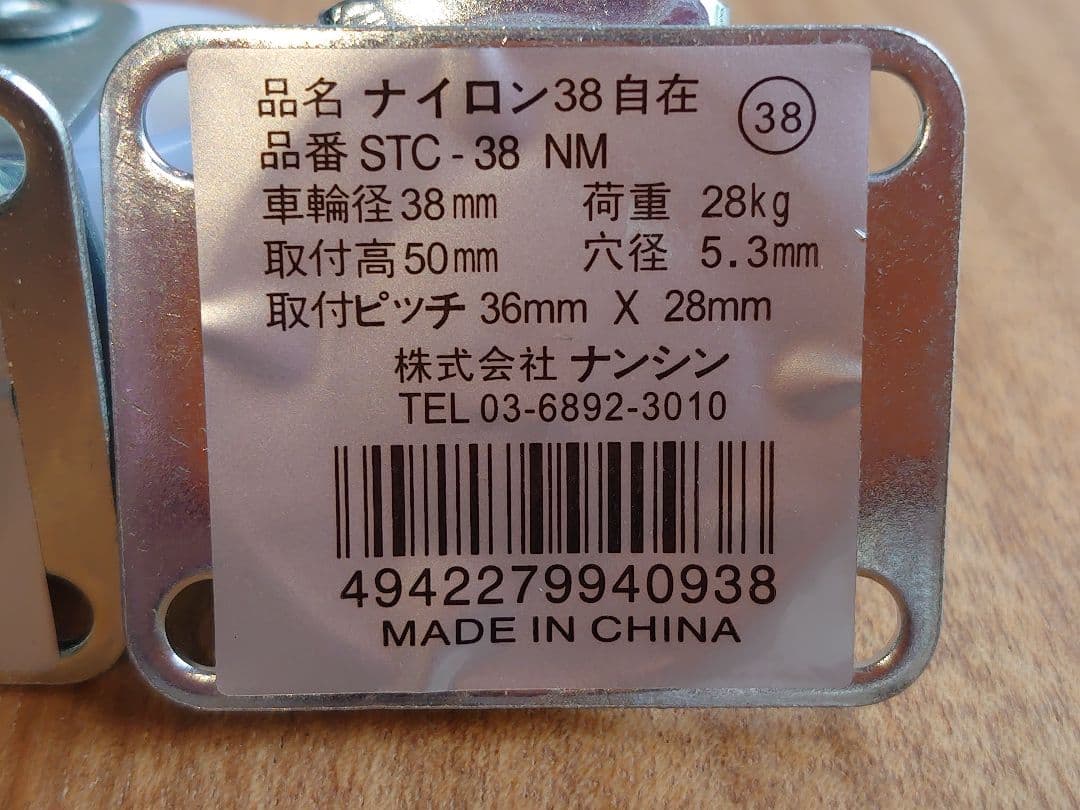 品名 ナイロン38自在 38
品番 STC-38 NM
車輪径38mm 荷重 28kg
取付高50mm 穴径 5.3mm
取付ピッチ 36mm X 28mm
株式会社 ナンシン
TEL 03-6892-3010
4942279940938
MADE IN CHINA